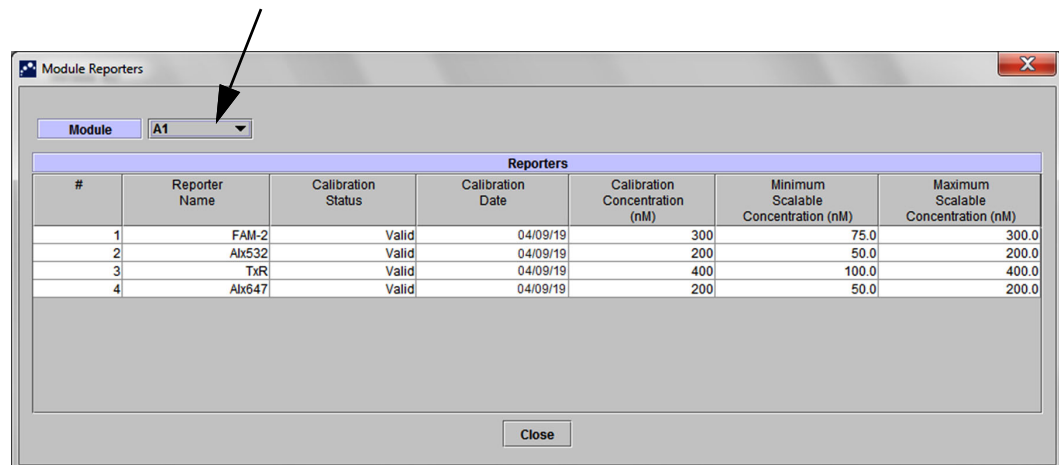 Module Reporters
Module A1
Reporters
# Reporter Name Calibration Status Calibration Date Calibration Concentration (nM) Minimum Scalable Concentration (nM) Maximum Scalable Concentration (nM)
1 FAM-2 Valid 04/09/19 300 75.0 300.0
2 Alx532 Valid 04/09/19 200 50.0 200.0
3 TxR Valid 04/09/19 400 100.0 400.0
4 Alx647 Valid 04/09/19 200 50.0 200.0
Close